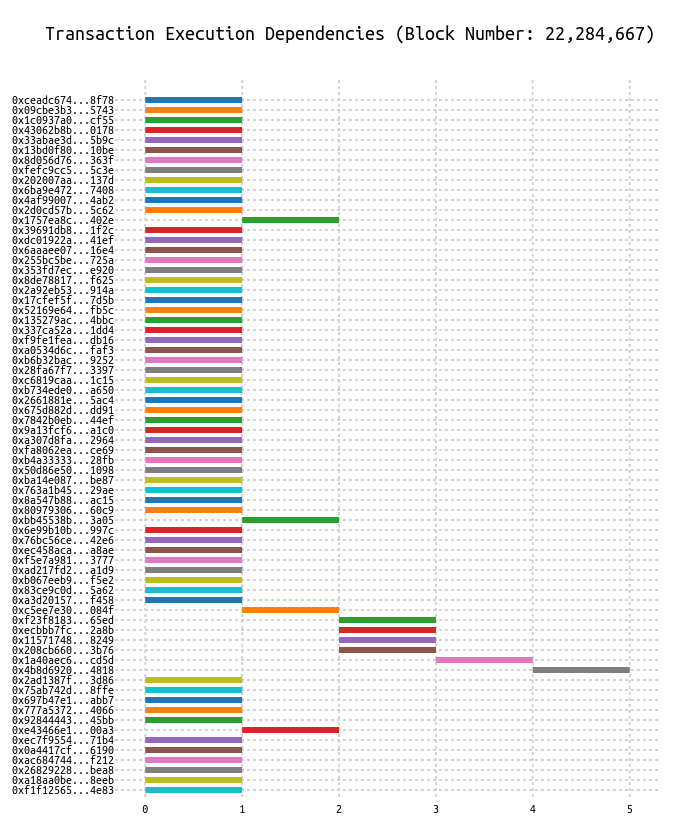 Transaction Execution Dependencies (Block Number: 22,284,667)
0xceadc674...8f78
0x09cbe3b3...5743
0x1c0937a0...cf55
0x43062b8b...0178
0x33abae3d...5b9c
0x13bd0f80...10be
0x8d056d76...363f
0xfefc9cc5...5c3e
0x202007aa...137d
0x6ba9e472...7408
0x4af99007...4ab2
0x2d0cd57b...5c62
0x1757ea8c...402e
0x39691db8...1f2c
0xdc01922a...41ef
0x6aaaee07...16e4
0x255bc5be...725a
0x353fd7ec...e920
0x8de78817...f625
0x2a92eb53...914a
0x17cfef5f...7d5b
0x52169e64...fb5c
0x135279ac...4bbc
0x337ca52a...1dd4
0xf9fe1fea...db16
0xa0534d6c...faf3
0xb6b32bac...9252
0x28fa67f7...3397
0xc6819caa...1c15
0xb734ede0...a650
0x2661881e...5ac4
0x675d882d...dd91
0x7842b0eb...44ef
0x9a13fcf6...a1c0
0xa307d8fa...2964
0xfa8062ea...ce69
0xb4a33333...28fb
0x50d86e50...1098
0xba14e087...be87
0x763a1b45...29ae
0x8a547b88...ac15
0x80979306...60c9
0xbb45538b...3a05
0x6e99b10b...997c
0x76bc56ce...42e6
0xec458aca...a8ae
0xf5e7a981...3777
0xad217fd2...a1d9
0xb067eeb9...f5e2
0x83ce9c0d...5a62
0xa3d20157...f458
0xc5ee7e30...084f
0xf23f8183...65ed
0xecbbb7fc...2a8b
0x11571748...8249
0x208cb660...3b76
0x1a40aec6...cd5d
0x4b8d6920...4818
0x2ad1387f...3d86
0x75ab742d...8ffe
0x697b47e1...abb7
0x777a5372...4066
0x92844443...45bb
0xe43466e1...00a3
0xec7f9554...71b4
0x0a4417cf...6190
0xac684744...f212
0x26829228...bea8
0xa18aa0be...8eeb
0xf1f12565...4e83
0 1 2 3 4 5